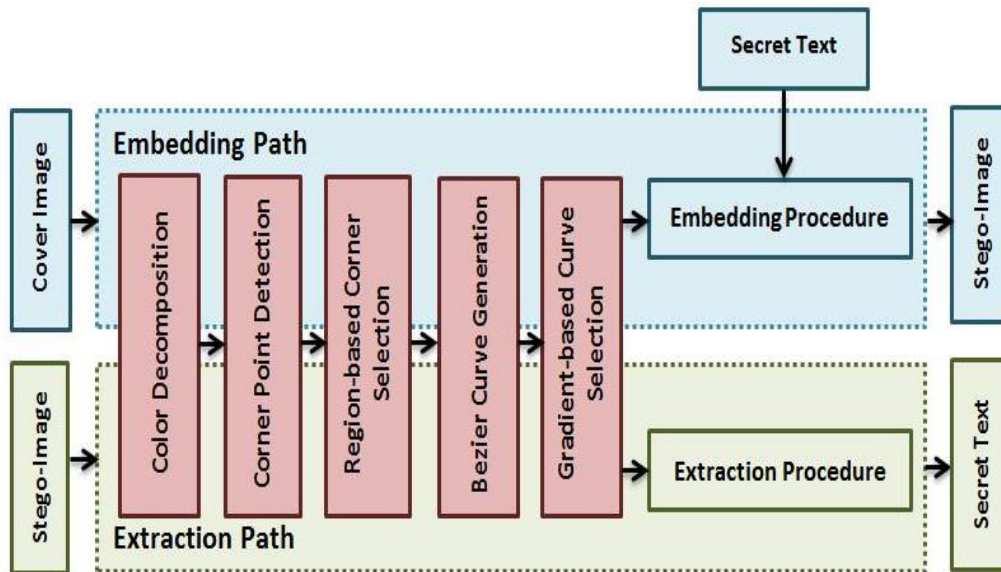 Secret Text
Embedding Path
Cover Image
Color Decomposition
Corner Point Detection
Region-based Corner
Selection
Bezier Curve Generation
Gradient-based Curve
Selection
Embedding Procedure
Stego-Image
Stego-Image
Extraction Procedure
Secret Text
Extraction Path